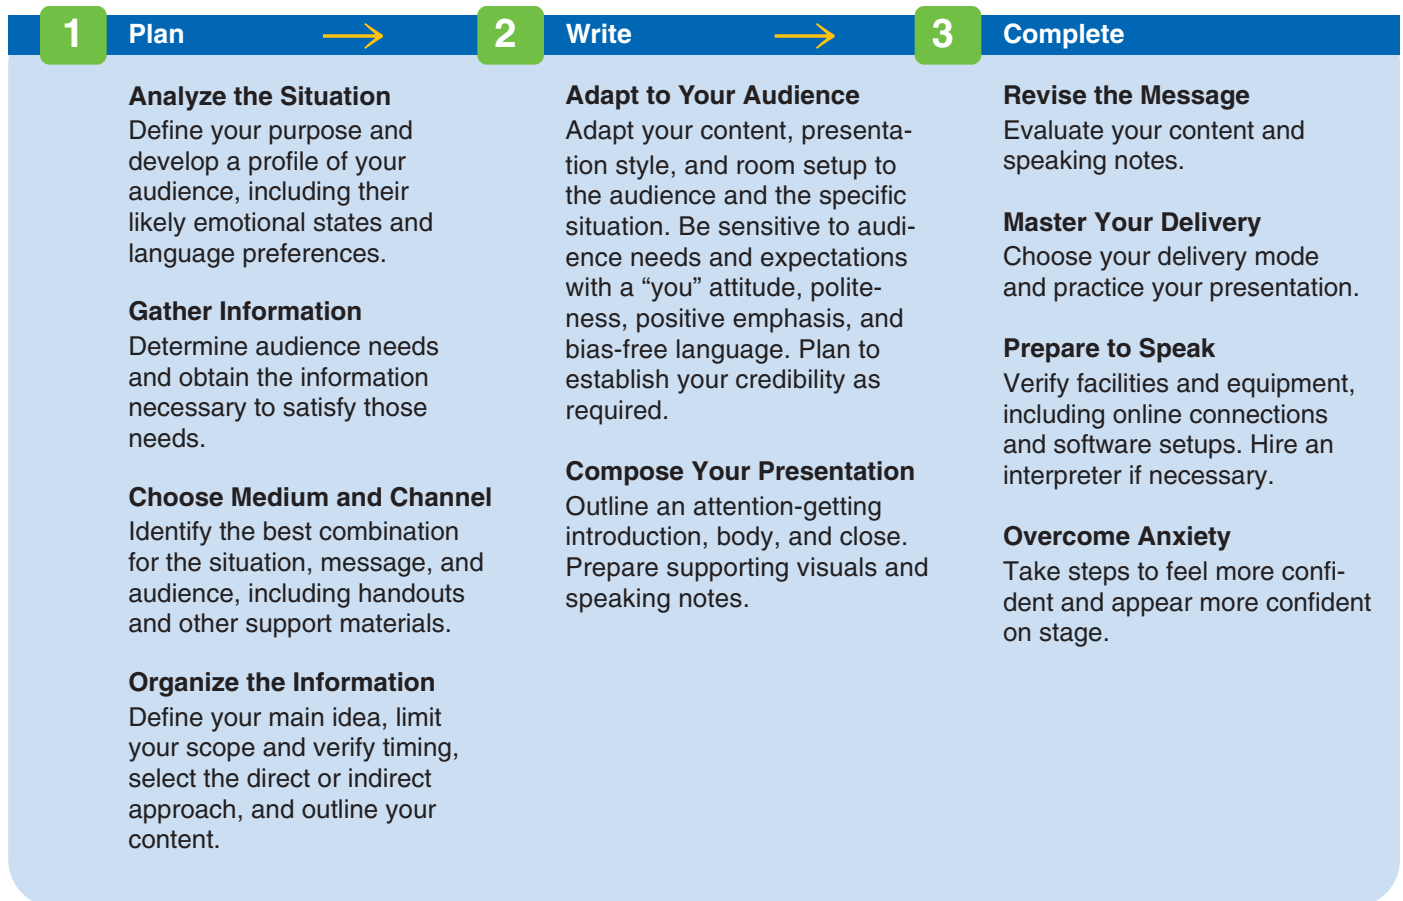 1 Plan 2 Write 3 Complete
Analyze the Situation
Define your purpose and
develop a profile of your
audience, including their
likely emotional states and
language preferences.
Gather Information
Determine audience needs
and obtain the information
necessary to satisfy those
needs.
Choose Medium and Channel
Identify the best combination
for the situation, message, and
audience, including handouts
and other support materials.
Organize the Information
Define your main idea, limit
your scope and verify timing,
select the direct or indirect
approach, and outline your
content.
Adapt to Your Audience
Adapt your content, presenta-
tion style, and room setup to
the audience and the specific
situation. Be sensitive to audi-
ence needs and expectations
with a “you” attitude, polite-
ness, positive emphasis, and
bias-free language. Plan to
establish your credibility as
required.
Compose Your Presentation
Outline an attention-getting
introduction, body, and close.
Prepare supporting visuals and
speaking notes.
Revise the Message
Evaluate your content and
speaking notes.
Master Your Delivery
Choose your delivery mode
and practice your presentation.
Prepare to Speak
Verify facilities and equipment,
including online connections
and software setups. Hire an
interpreter if necessary.
Overcome Anxiety
Take steps to feel more confi-
dent and appear more confident
on stage.